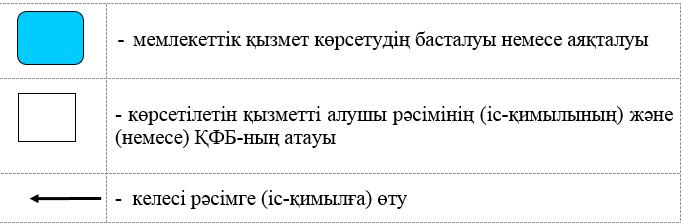 - мемлекеттік қызмет көрсетудің басталуы немесе аяқталуы
- көрсетілетін қызметті алушы рәсімінің (іс-қимылының) және
(немесе) ҚФБ-ның атауы
- келесі рәсімге (іс-қимылға) өту